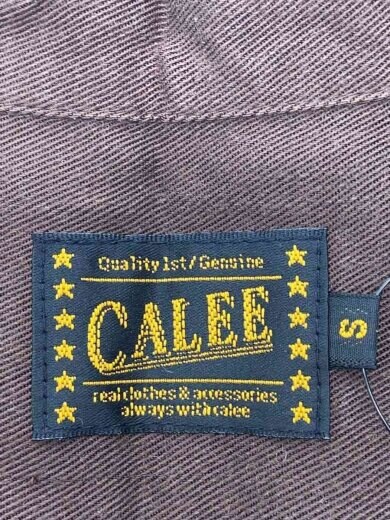 Quality 1st/Genuine
CALEE
real clothes & accessories
always with calee
S